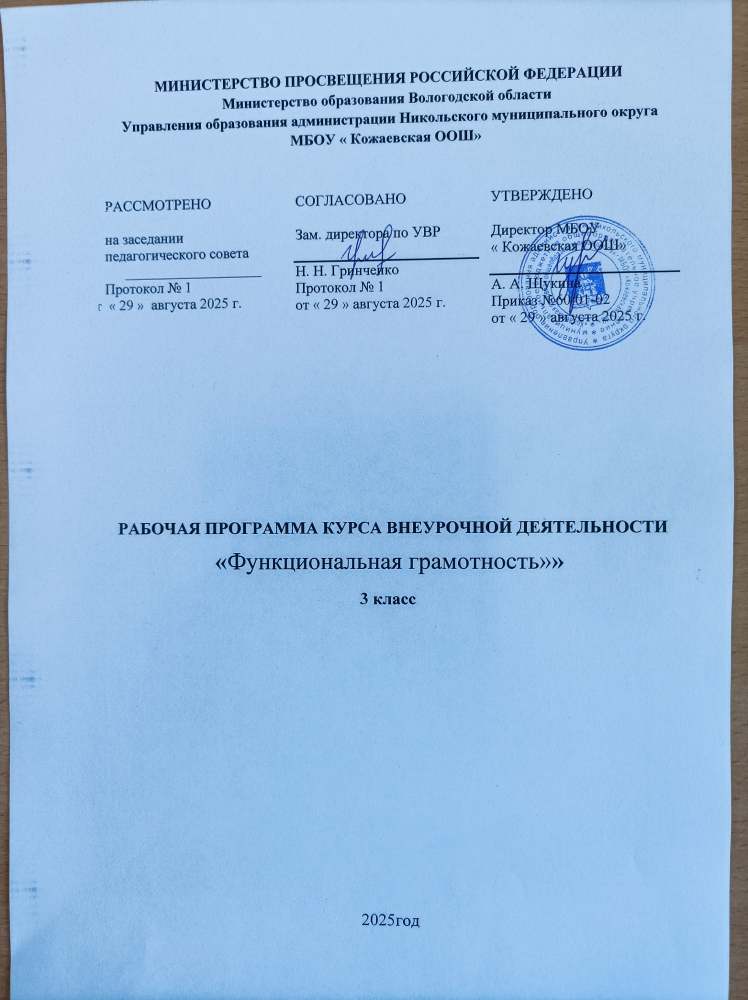 МИНИСТЕРСТВО ПРОСВЕЩЕНИЯ РОССИЙСКОЙ ФЕДЕРАЦИИ
Министерство образования Вологодской области
Управления образования администрации Никольского муниципального округа
МБОУ « Кожаевская ООШ»
РАССМОТРЕНО
на заседании
педагогического совета
Протокол № 1
г « 29 » августа 2025 г.
СОГЛАСОВАНО
Зам. директора по УВР
Н. Н. Гринченко
Протокол № 1
от « 29 » августа 2025 г.
УТВЕРЖДЕНО
Директор МБОУ
« Кожаевская ООШ»
А. А. Щукина
Приказ №60/01-02
от « 29 » августа 2025 г.
РАБОЧАЯ ПРОГРАММА КУРСА ВНЕУРОЧНОЙ ДЕЯТЕЛЬНОСТИ
«Функциональная грамотность»»
3 класс
2025год